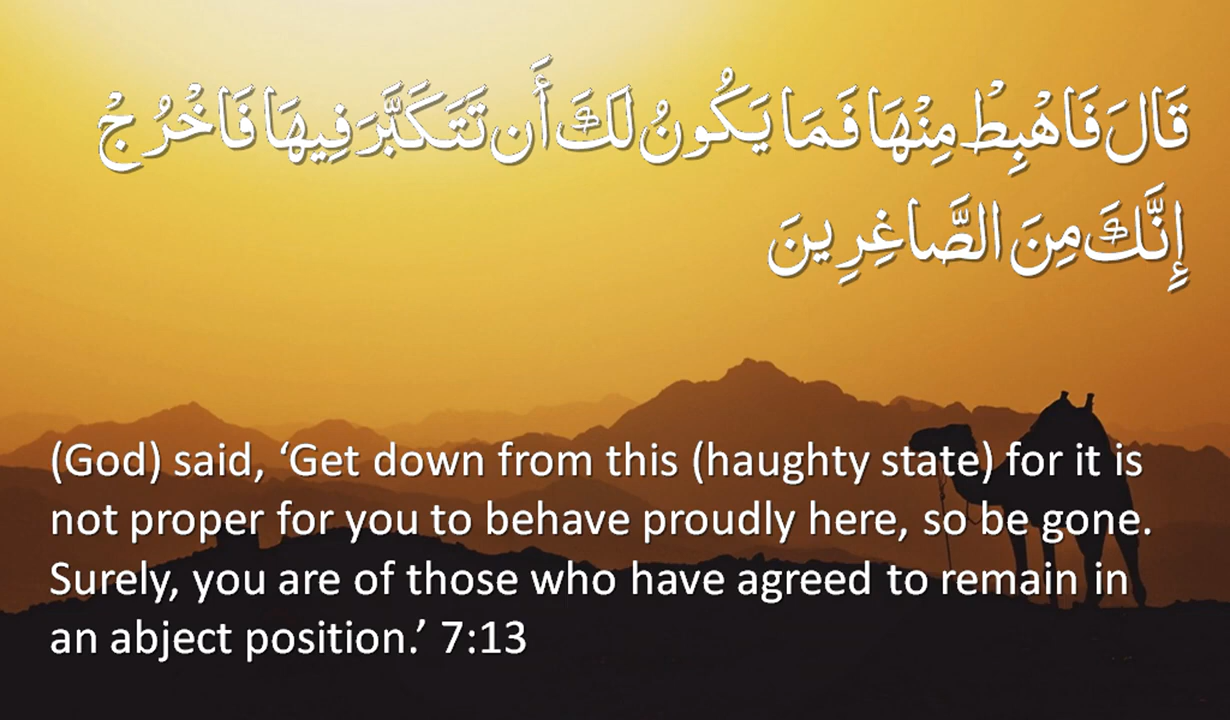 قَالَ فَاهْبِطْ مِنْهَا فَمَا يَكُونُ لَكَ أَن تَتَكَبَّرَ فِيهَا فَاخْرُجْ
إِنَّكَ مِنَ الصَّاغِرِينَ
(God) said, ‘Get down from this (haughty state) for it is
not proper for you to behave proudly here, so be gone.
Surely, you are of those who have agreed to remain in
an abject position.’ 7:13